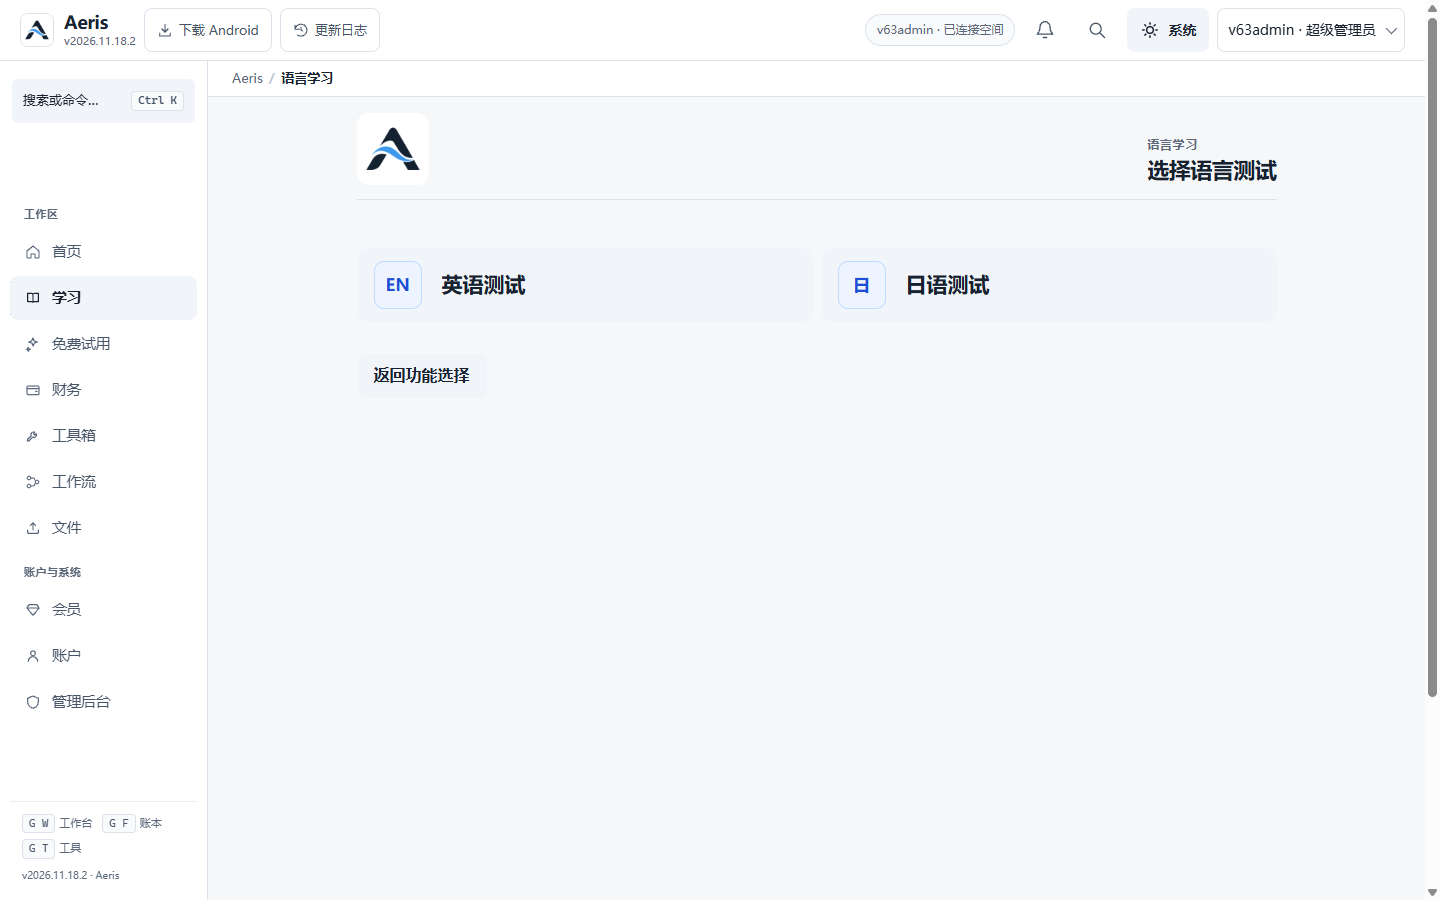 Aeris
v2026.11.18.2
下载 Android
更新日志
v63admin · 已连接空间
系统
v63admin · 超级管理员
搜索或命令...
Ctrl K
工作区
首页
学习
免费试用
财务
工具箱
工作流
文件
账户与系统
会员
账户
管理后台
G W 工作台 G F 账本
G T 工具
v2026.11.18.2 · Aeris
Aeris / 语言学习
语言学习
选择语言测试
EN 英语测试
日 日语测试
返回功能选择